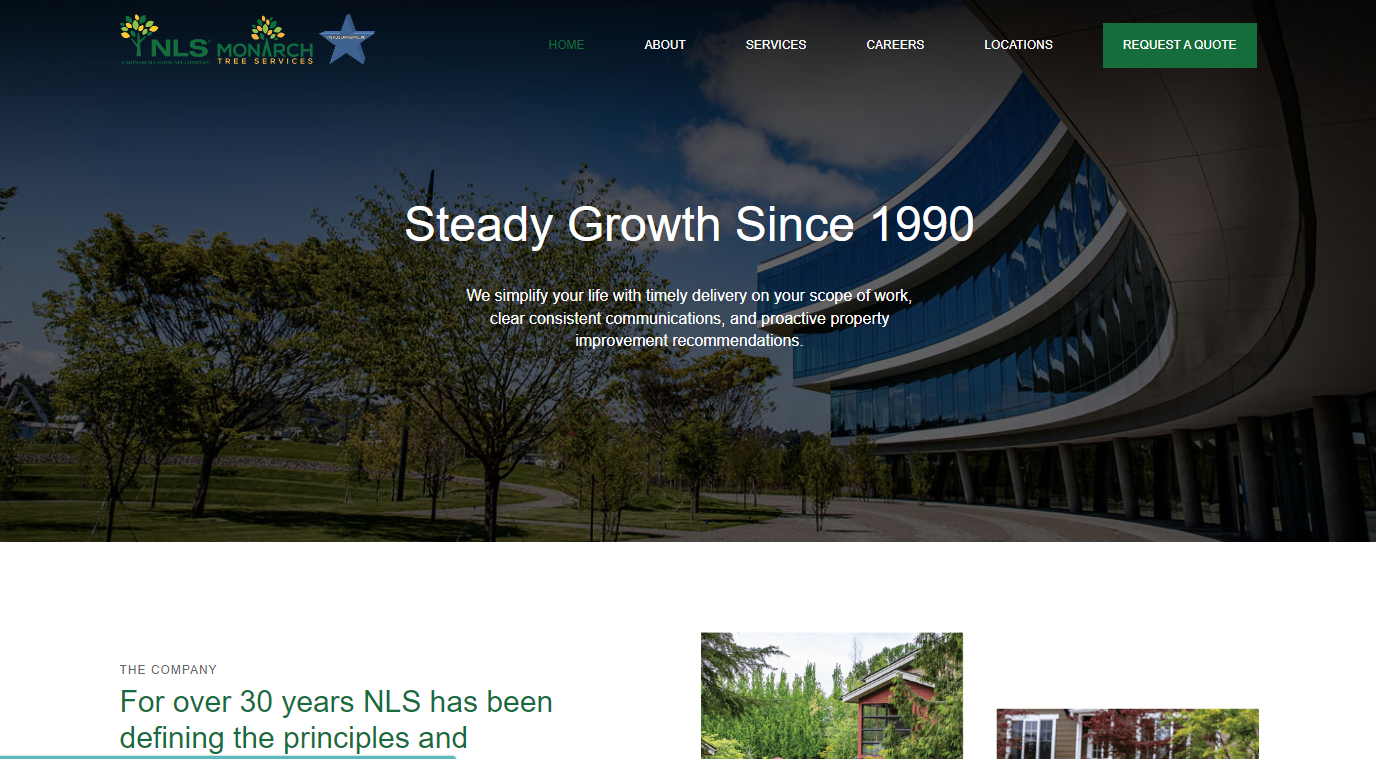 NLS
A MONARCH LANDSCAPE COMPANY
MONARCH
TREE SERVICES
HOME
ABOUT
SERVICES
CAREERS
LOCATIONS
REQUEST A QUOTE
Steady Growth Since 1990
We simplify your life with timely delivery on your scope of work,
clear consistent communications, and proactive property
improvement recommendations.
THE COMPANY
For over 30 years NLS has been
defining the principles and